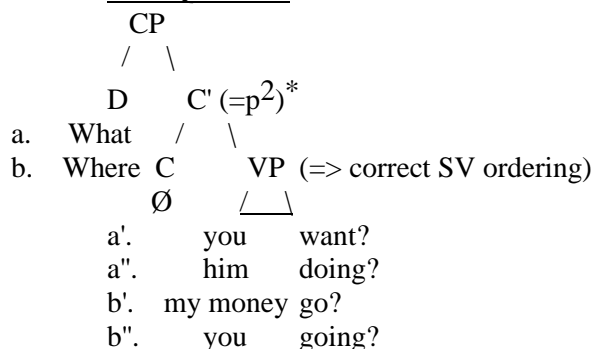 CP
D C' (=p2)*
a. What
b. Where C VP (=> correct SV ordering)
Ø
a'. you want?
a". him doing?
b'. my money go?
b". you going?